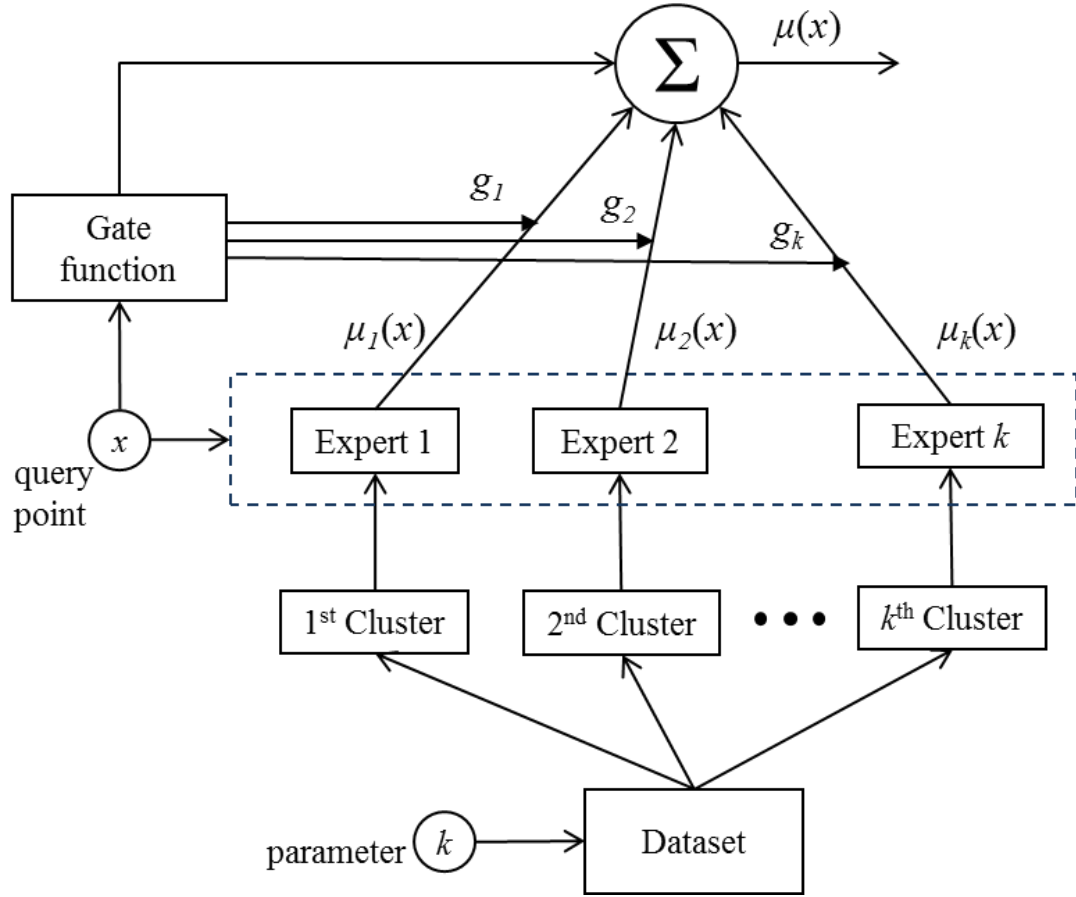 μ(x)
Σ
g₁
g₂
gₖ
Gate
function
μ₁(x)
μ₂(x)
μₖ(x)
x
query
point
Expert 1
Expert 2
Expert k
1ˢᵗ Cluster
2ⁿᵈ Cluster
• • •
kᵗʰ Cluster
parameter
k
Dataset